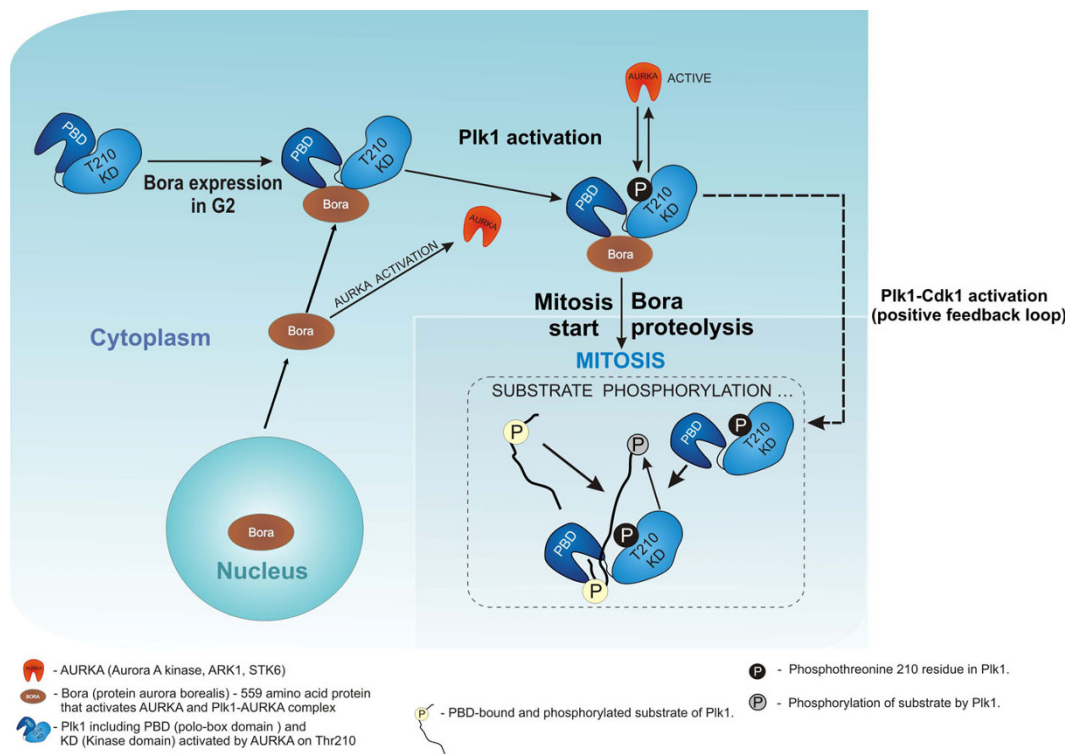 AURKA ACTIVE
PBD
T210
KD
Bora expression
in G2
PBD
T210
KD
Bora
Plk1 activation
P
PBD
T210
KD
Bora
AURKA
AURKA ACTIVATION
Bora
Cytoplasm
Plk1-Cdk1 activation
(positive feedback loop)
Mitosis Bora
start proteolysis
MITOSIS
SUBSTRATE PHOSPHORYLATION ...
P
P
PBD
P
T210
KD
PBD
P
T210
KD
P
Bora
Nucleus
- AURKA (Aurora A kinase, ARK1, STK6)
BORA - Bora (protein aurora borealis) - 559 amino acid protein
that activates AURKA and Plk1-AURKA complex
- Plk1 including PBD (polo-box domain ) and
KD (Kinase domain) activated by AURKA on Thr210
P - PBD-bound and phosphorylated substrate of Plk1.
P - Phosphothreonine 210 residue in Plk1.
P - Phosphorylation of substrate by Plk1.